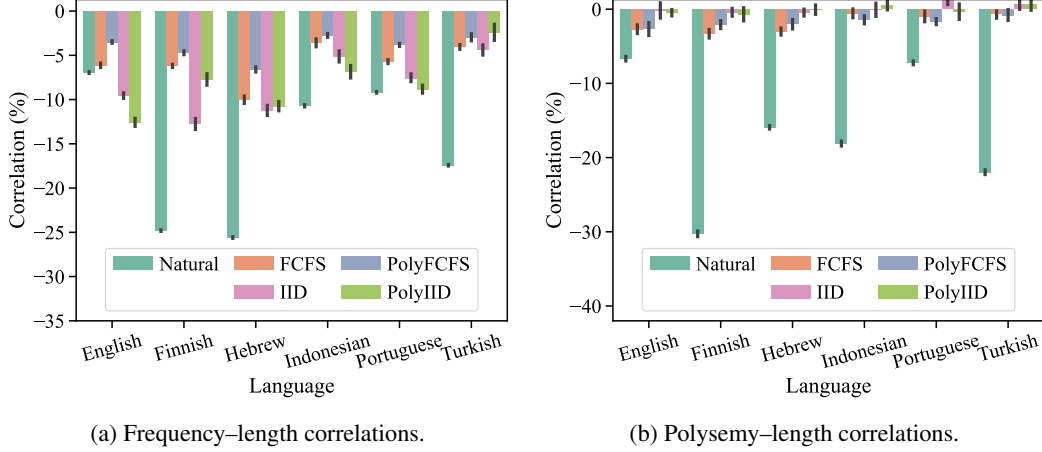 0
−5
−10
−15
−20
−25
−30
−35
Correlation (%)
Natural FCFS PolyFCFS
IID PolyIID
English Finnish Hebrew Indonesian Portuguese Turkish
Language
(a) Frequency–length correlations.
0
−10
−20
−30
−40
Correlation (%)
Natural FCFS PolyFCFS
IID PolyIID
English Finnish Hebrew Indonesian Portuguese Turkish
Language
(b) Polysemy–length correlations.